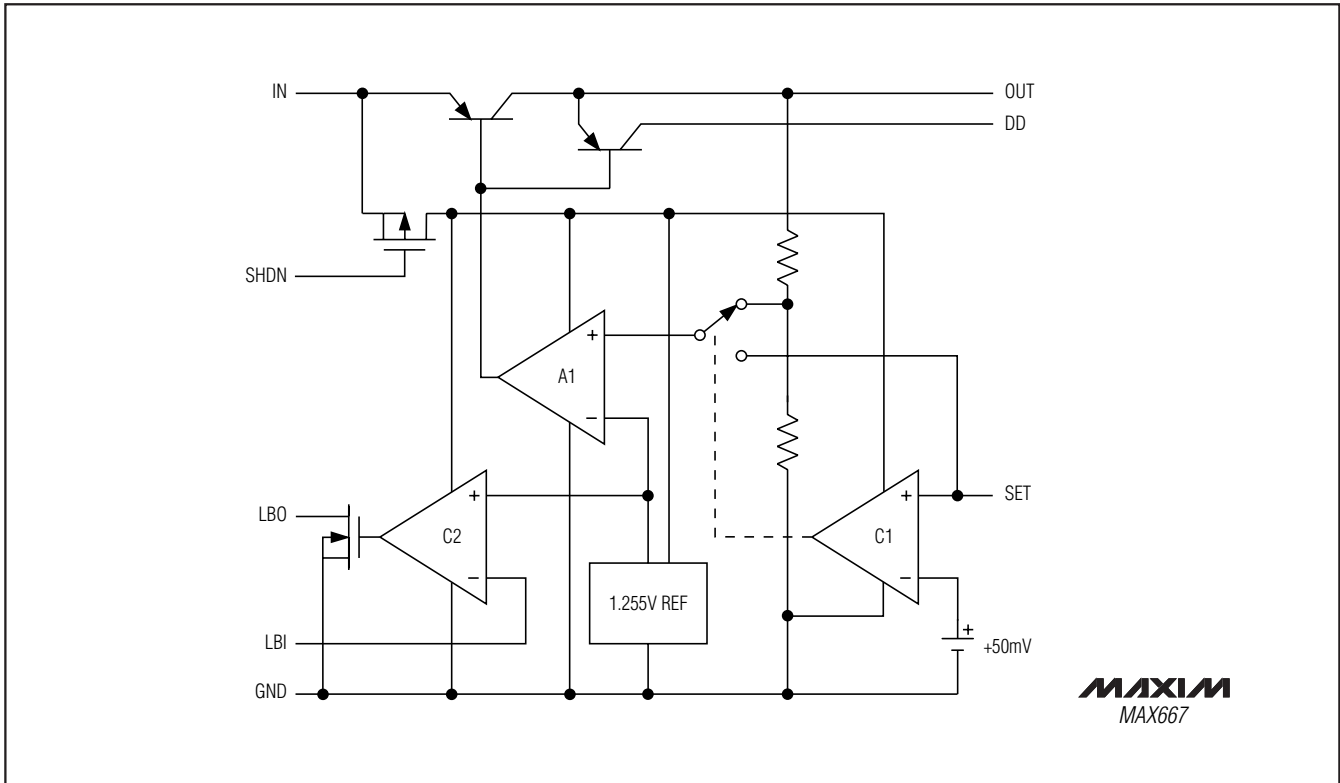 IN
OUT
DD
SHDN
+
A1
−
+
SET
+
LBO
C2
C1
−
−
1.255V REF
+
+50mV
LBI
GND
MAXIM
MAX667